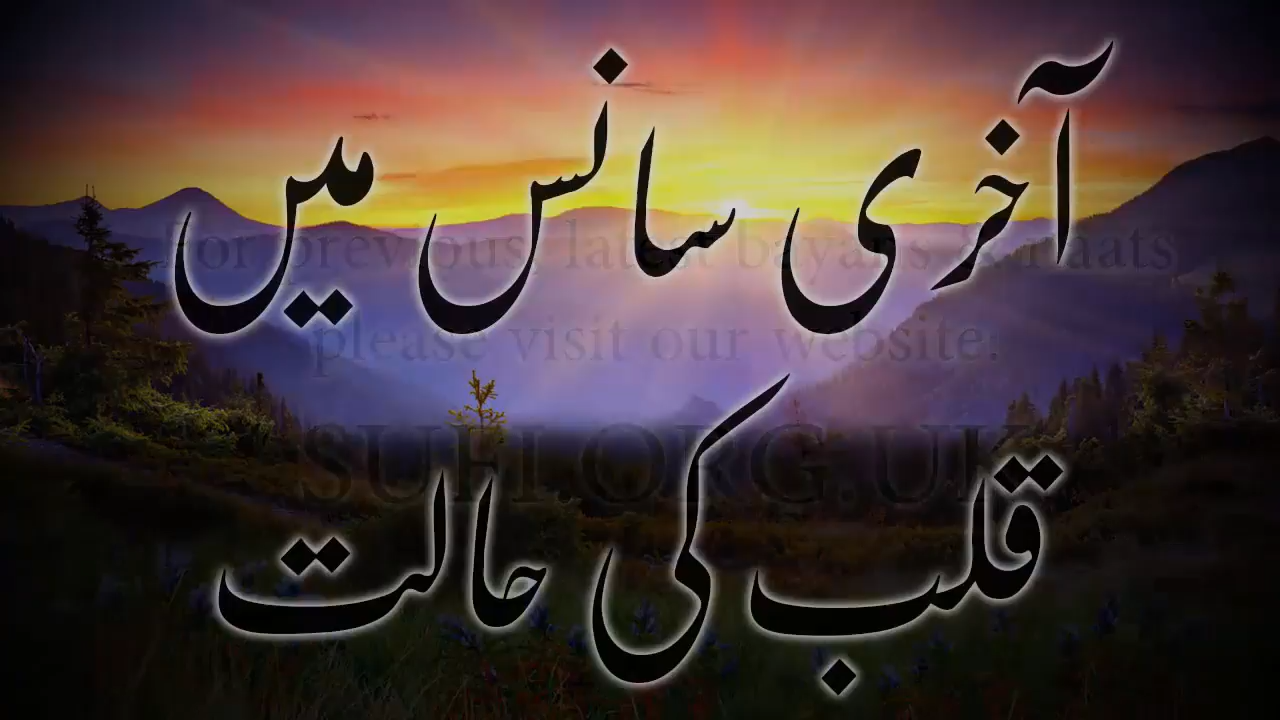 آخری سانس میں
For previous, latest bayans & naats
please visit our website:
SUFI.ORG.UK
قلب کی حالت